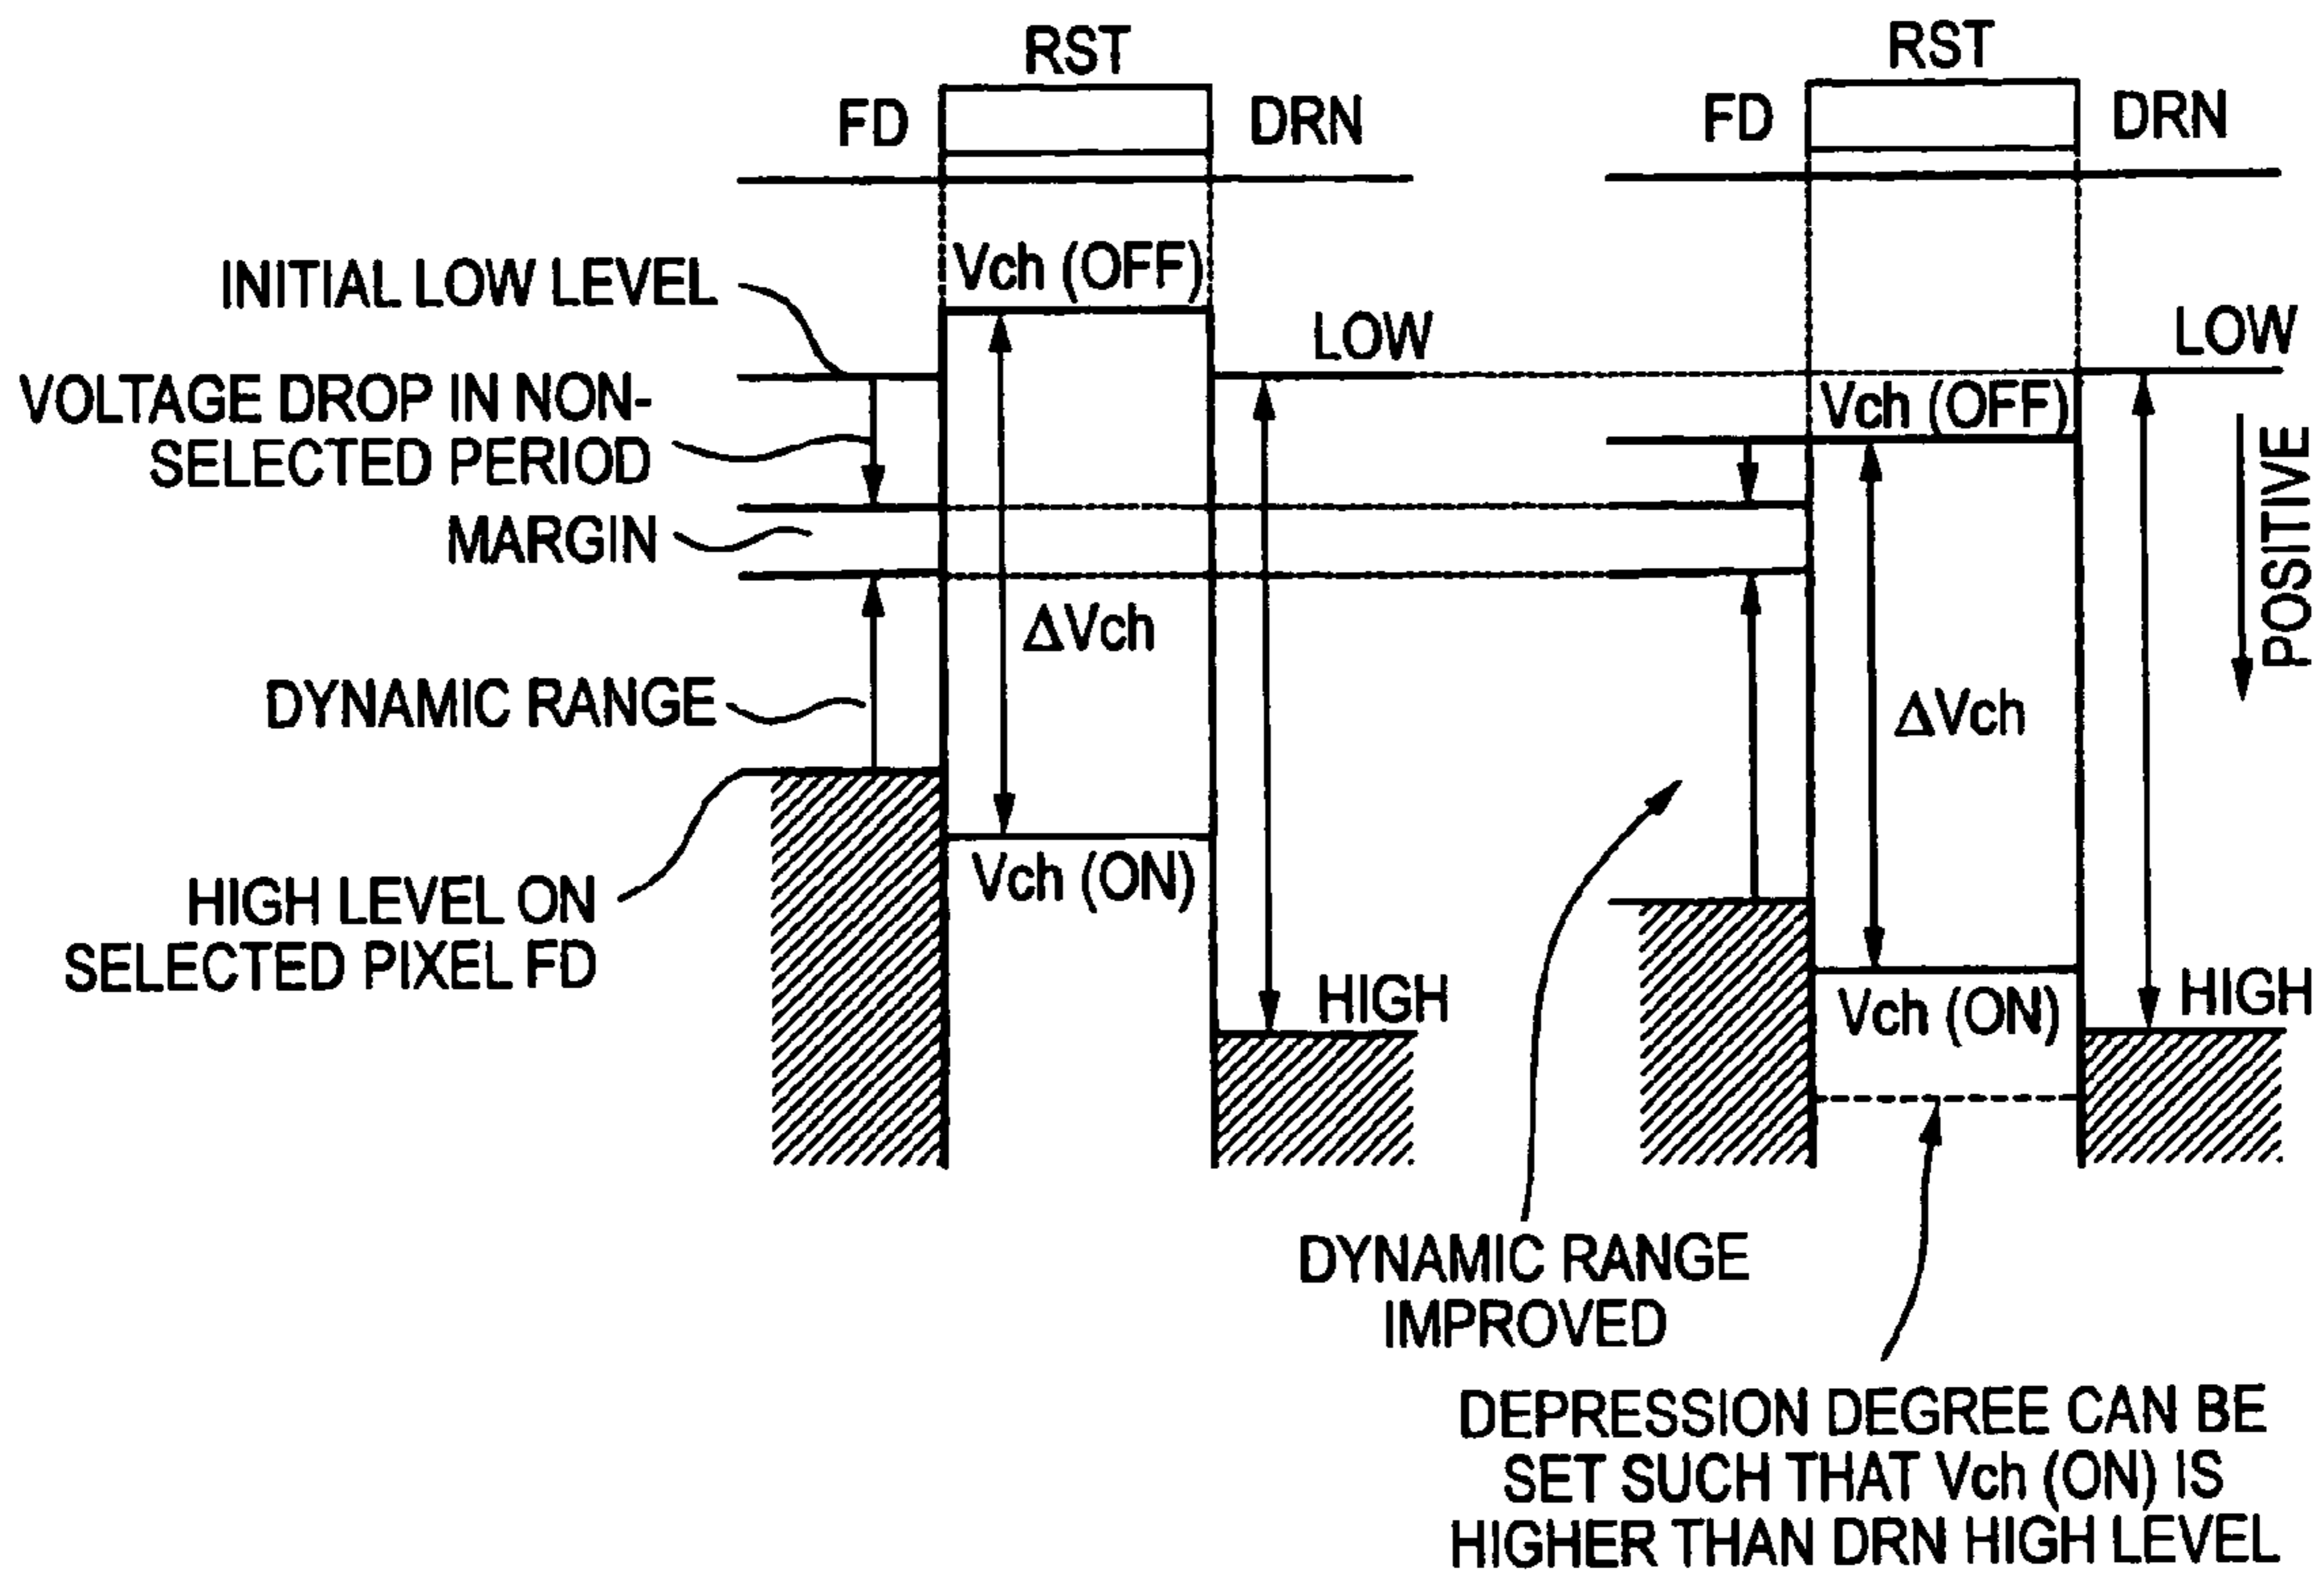 RST
FD
DRN
Vch (OFF)
INITIAL LOW LEVEL
LOW
VOLTAGE DROP IN NON-
SELECTED PERIOD
MARGIN
ΔVch
DYNAMIC RANGE
Vch (ON)
HIGH LEVEL ON
SELECTED PIXEL FD
HIGH
RST
FD
DRN
LOW
Vch (OFF)
POSITIVE
ΔVch
HIGH
Vch (ON)
DYNAMIC RANGE
IMPROVED
DEPRESSION DEGREE CAN BE
SET SUCH THAT Vch (ON) IS
HIGHER THAN DRN HIGH LEVEL